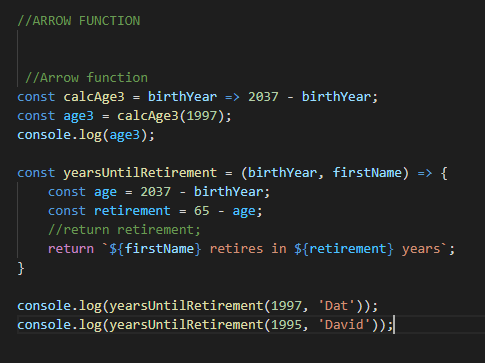 //ARROW FUNCTION
//Arrow function
const calcAge3 = birthYear => 2037 - birthYear;
const age3 = calcAge3(1997);
console.log(age3);
const yearsUntilRetirement = (birthYear, firstName) => {
const age = 2037 - birthYear;
const retirement = 65 - age;
//return retirement;
return `${firstName} retires in ${retirement} years`;
}
console.log(yearsUntilRetirement(1997, 'Dat'));
console.log(yearsUntilRetirement(1995, 'David'));